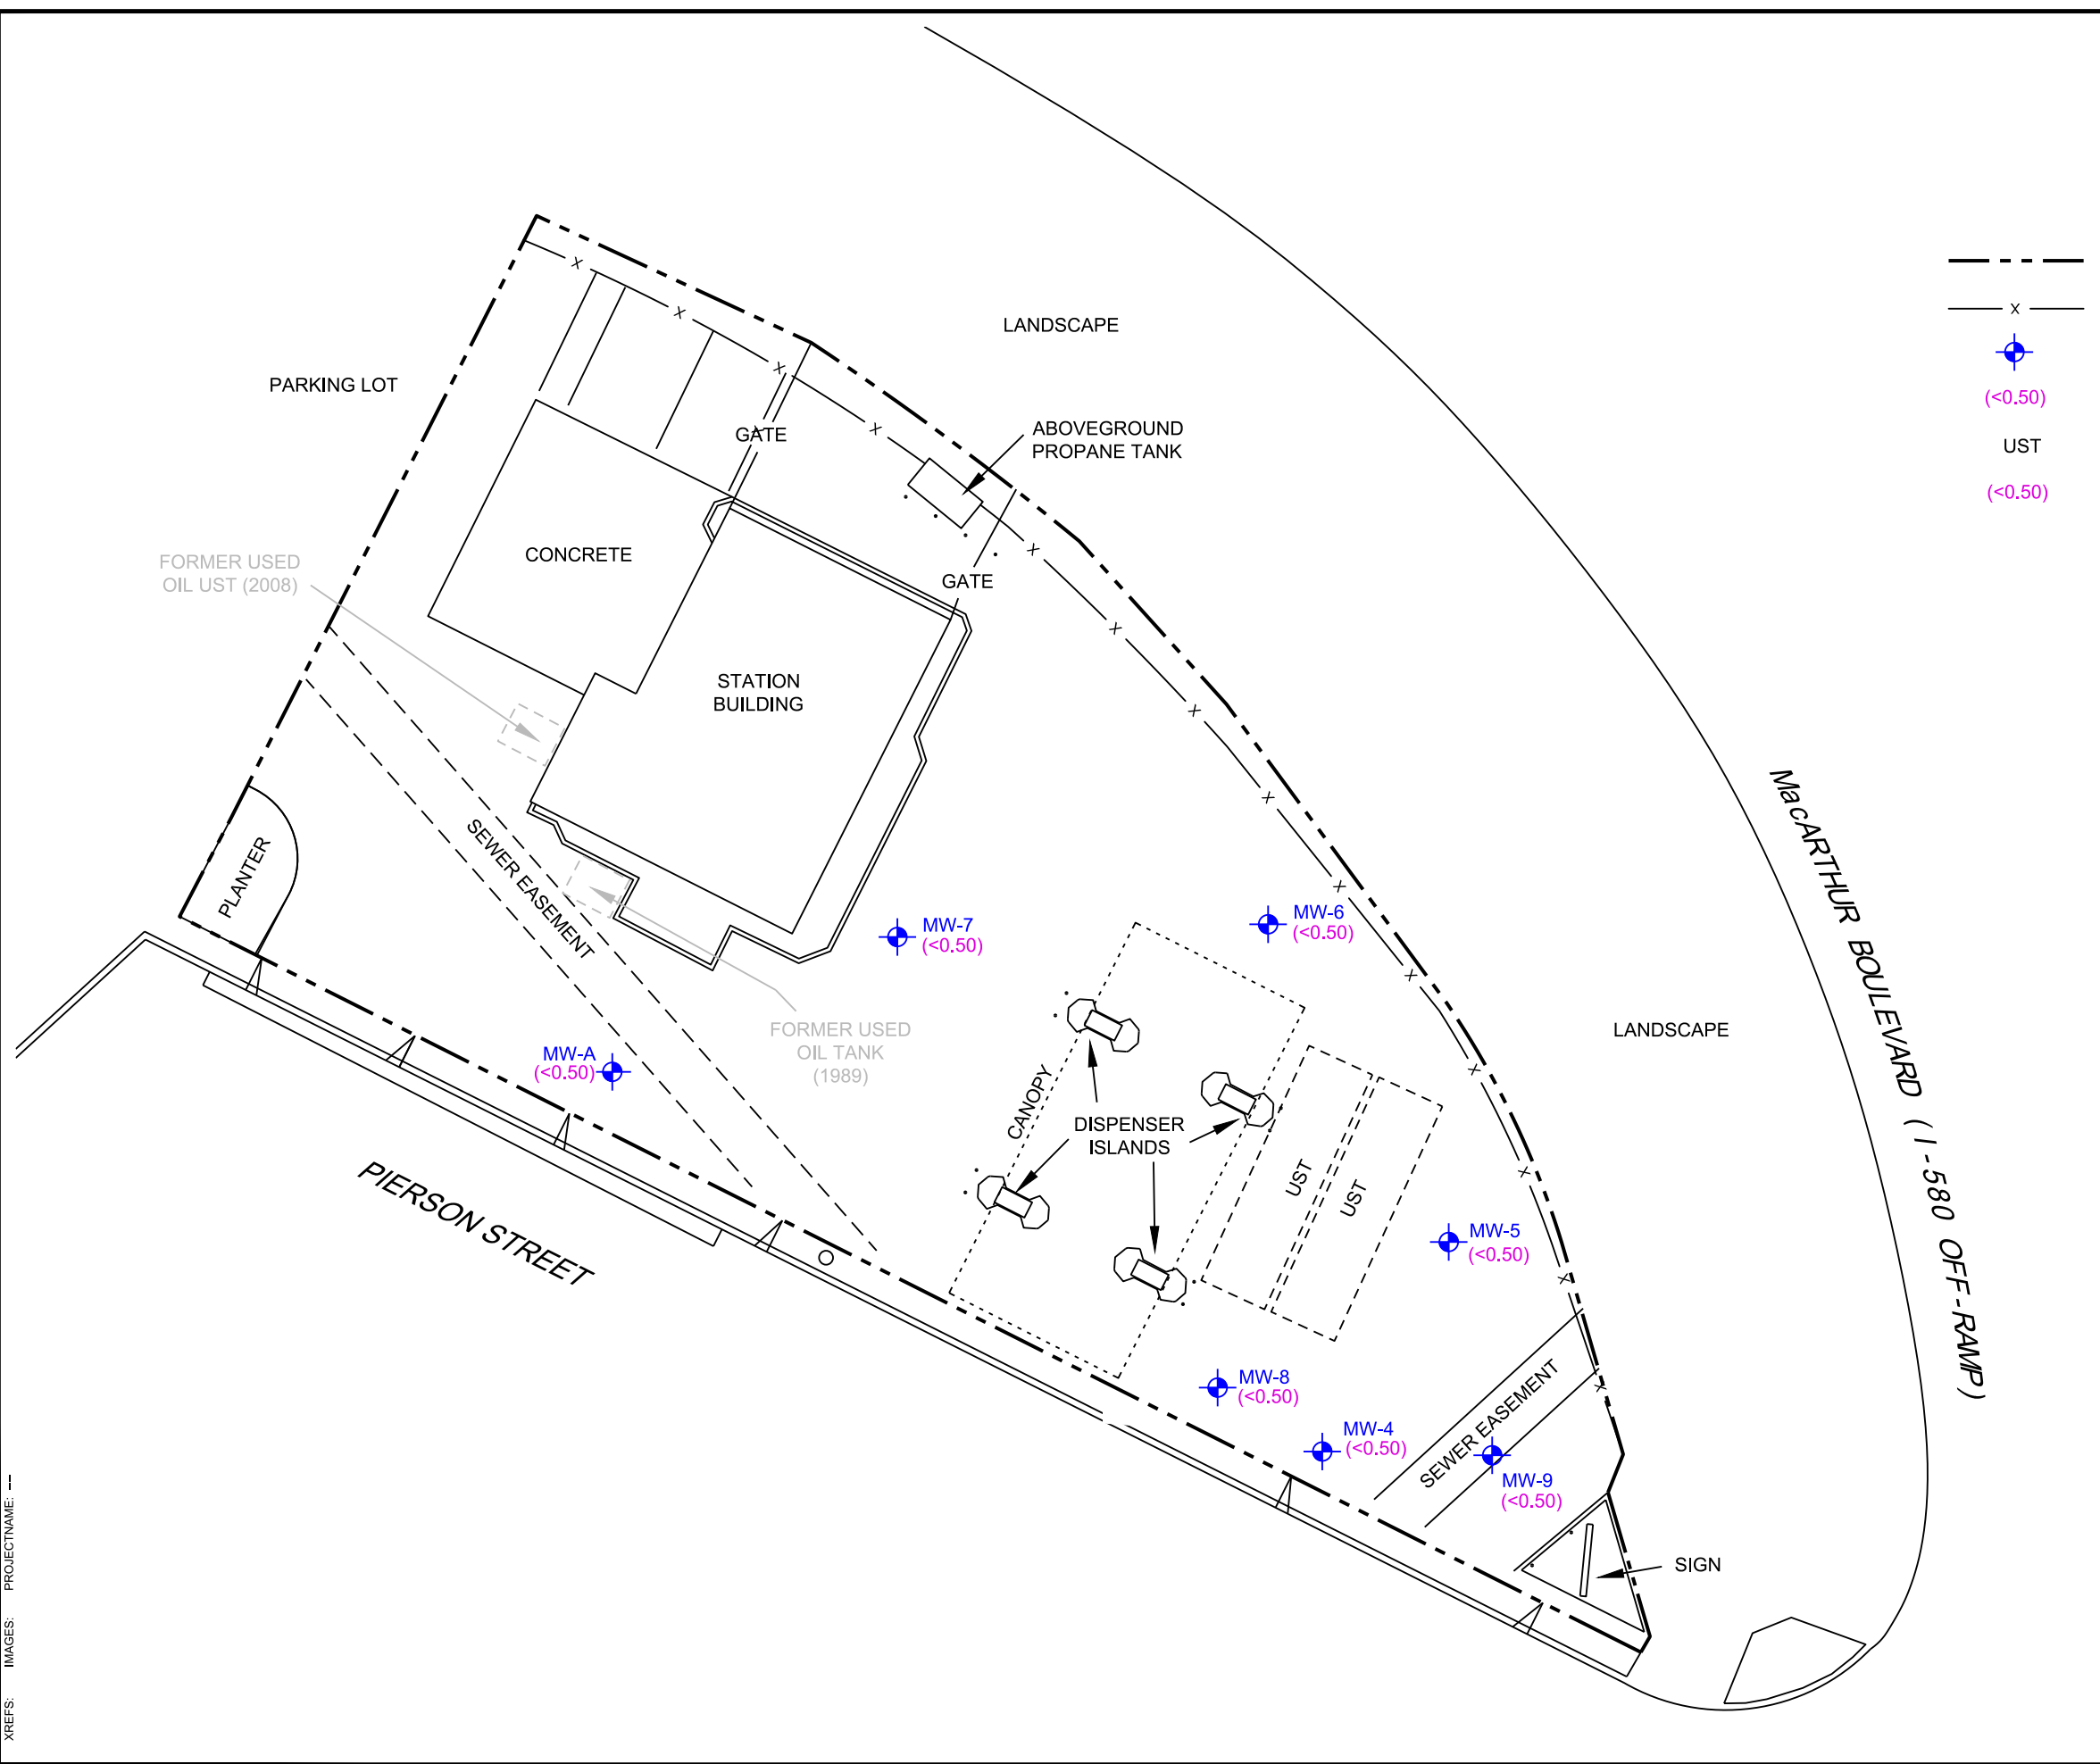 LANDSCAPE
X
(<0.50)
UST
(<0.50)
PARKING LOT
X
X
X
X
GATE
X
ABOVEGROUND
PROPANE TANK
FORMER USED
OIL UST (2008)
CONCRETE
X
GATE
X
STATION
BUILDING
X
X
X
X
X
X
X
X
PLANTER
SEWER EASEMENT
MW-7
(<0.50)
MW-6
(<0.50)
MW-A
(<0.50)
FORMER USED
OIL TANK
(1989)
LANDSCAPE
MacARTHUR BOULEVARD (I-580 OFF-RAMP)
CANOPY
DISPENSER
ISLANDS
UST
UST
PIERSON STREET
MW-5
(<0.50)
MW-8
(<0.50)
MW-4
(<0.50)
SEWER EASEMENT
MW-9
(<0.50)
SIGN
XREFS: IMAGES: PROJECTNAME: --